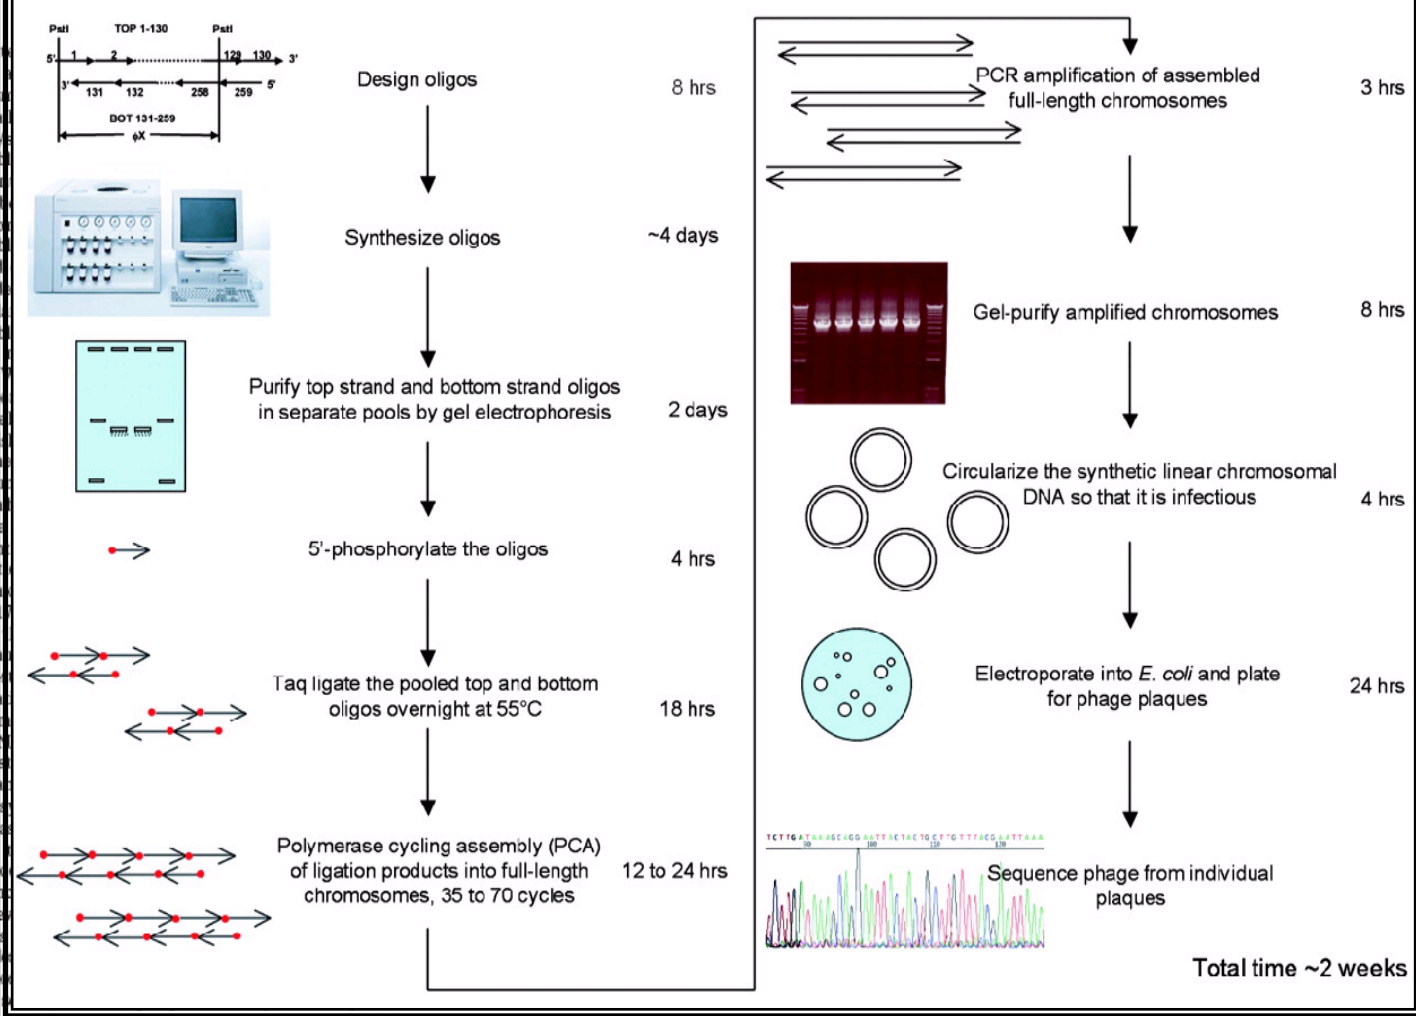 PstI TOP 1-130 PstI
5' 1 2 129 130 3'
3' 131 132 258 259 5'
BOT 131-259
ϕX
Design oligos
8 hrs
Synthesize oligos
~4 days
Purify top strand and bottom strand oligos
in separate pools by gel electrophoresis
2 days
5'-phosphorylate the oligos
4 hrs
Taq ligate the pooled top and bottom
oligos overnight at 55°C
18 hrs
Polymerase cycling assembly (PCA)
of ligation products into full-length
chromosomes, 35 to 70 cycles
12 to 24 hrs
PCR amplification of assembled
full-length chromosomes
3 hrs
Gel-purify amplified chromosomes
8 hrs
Circularize the synthetic linear chromosomal
DNA so that it is infectious
4 hrs
Electroporate into E. coli and plate
for phage plaques
24 hrs
Sequence phage from individual
plaques
Total time ~2 weeks